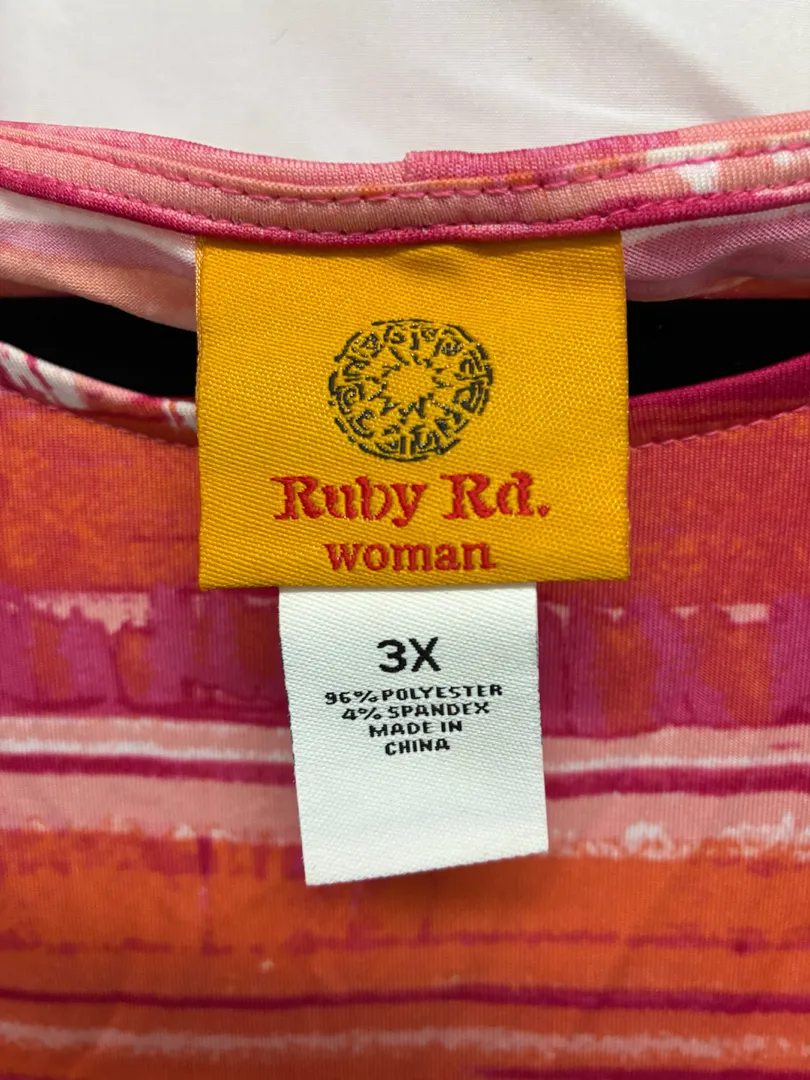 Ruby Rd.
woman
3X
96% POLYESTER
4% SPANDEX
MADE IN
CHINA